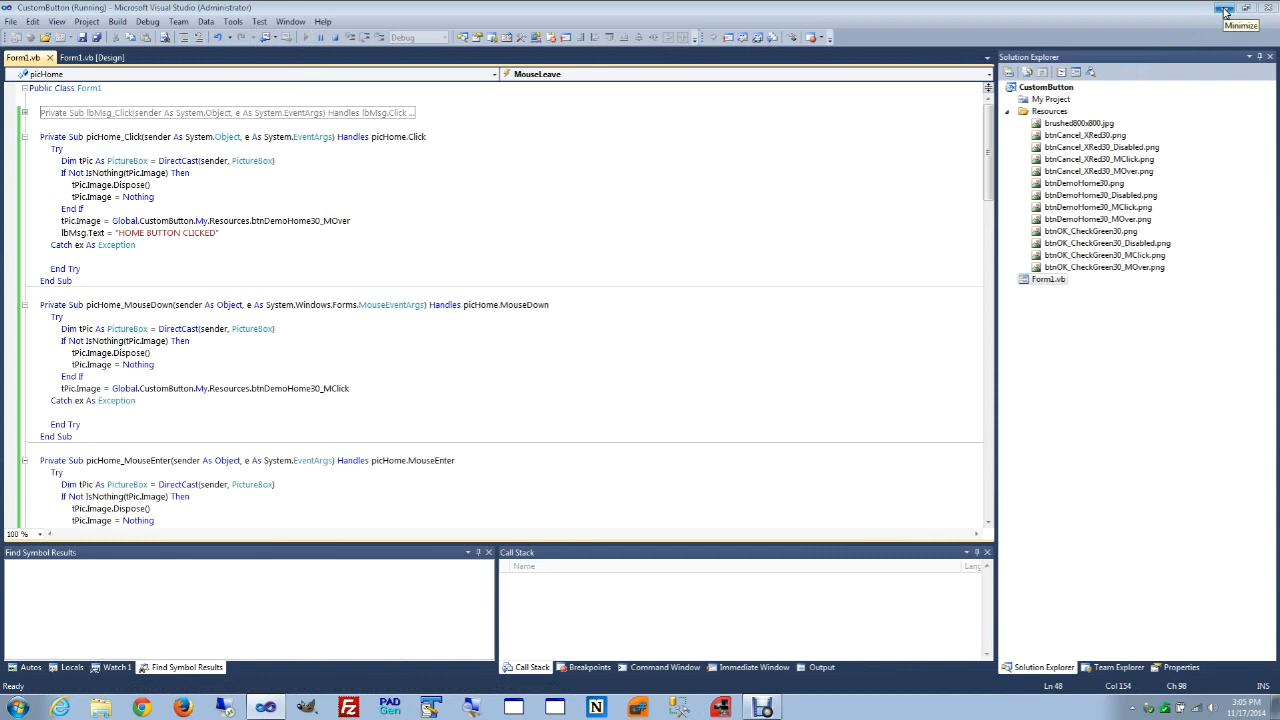 CustomButton (Running) - Microsoft Visual Studio (Administrator)
Minimize
File Edit View Project Build Debug Team Data Tools Test Window Help
Debug
Form1.vb Form1.vb [Design]
picHome MouseLeave
Public Class Form1
Private Sub lbMsg_Click(sender As System.Object, e As System.EventArgs) Handles lbMsg.Click ...
Private Sub picHome_Click(sender As System.Object, e As System.EventArgs) Handles picHome.Click
Try
Dim tPic As PictureBox = DirectCast(sender, PictureBox)
If Not IsNothing(tPic.Image) Then
tPic.Image.Dispose()
tPic.Image = Nothing
End If
tPic.Image = Global.CustomButton.My.Resources.btnDemoHome30_MOver
lbMsg.Text = "HOME BUTTON CLICKED"
Catch ex As Exception
End Try
End Sub
Private Sub picHome_MouseDown(sender As Object, e As System.Windows.Forms.MouseEventArgs) Handles picHome.MouseDown
Try
Dim tPic As PictureBox = DirectCast(sender, PictureBox)
If Not IsNothing(tPic.Image) Then
tPic.Image.Dispose()
tPic.Image = Nothing
End If
tPic.Image = Global.CustomButton.My.Resources.btnDemoHome30_MClick
Catch ex As Exception
End Try
End Sub
Private Sub picHome_MouseEnter(sender As Object, e As System.EventArgs) Handles picHome.MouseEnter
Try
Dim tPic As PictureBox = DirectCast(sender, PictureBox)
If Not IsNothing(tPic.Image) Then
tPic.Image.Dispose()
tPic.Image = Nothing
100 %
Solution Explorer
CustomButton
My Project
Resources
brushed800x800.jpg
btnCancel_XRed30.png
btnCancel_XRed30_Disabled.png
btnCancel_XRed30_MClick.png
btnCancel_XRed30_MOver.png
btnDemoHome30.png
btnDemoHome30_Disabled.png
btnDemoHome30_MClick.png
btnDemoHome30_MOver.png
btnOK_CheckGreen30.png
btnOK_CheckGreen30_Disabled.png
btnOK_CheckGreen30_MClick.png
btnOK_CheckGreen30_MOver.png
Form1.vb
Find Symbol Results
Call Stack
Name Lang
Autos Locals Watch 1 Find Symbol Results
Call Stack Breakpoints Command Window Immediate Window Output
Solution Explorer Team Explorer Properties
Ready Ln 48 Col 154 Ch 98 INS
Fz
PAD
Gen
N
3:05 PM
11/17/2014